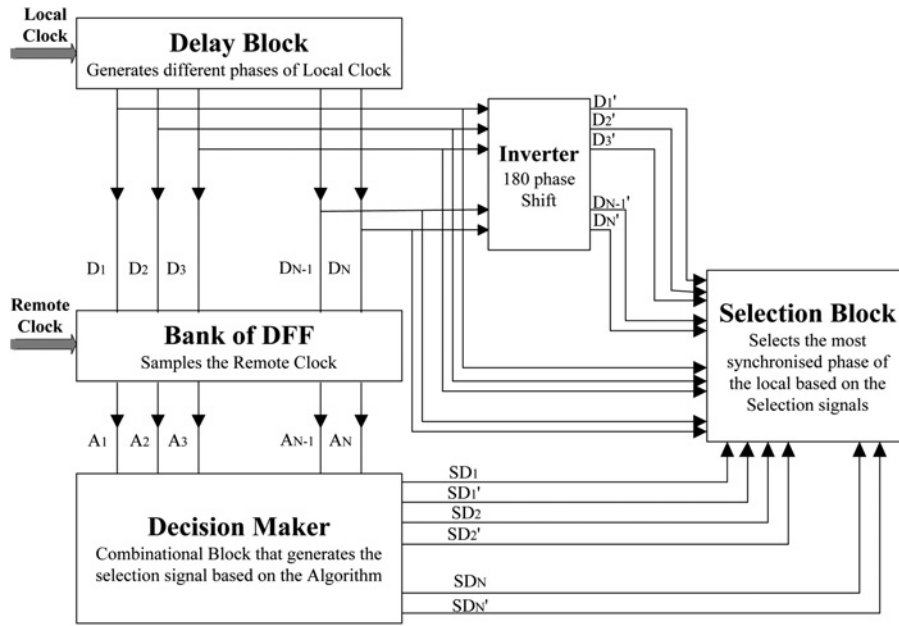 Local
Clock
Delay Block
Generates different phases of Local Clock
D1'
D2'
D3'
Inverter
180 phase
Shift
DN-1'
DN'
D1 D2 D3 DN-1 DN
Remote
Clock
Bank of DFF
Samples the Remote Clock
Selection Block
Selects the most
synchronised phase of
the local based on the
Selection signals
A1 A2 A3 AN-1 AN
Decision Maker
Combinational Block that generates the
selection signal based on the Algorithm
SD1
SD1'
SD2
SD2'
SDN
SDN'